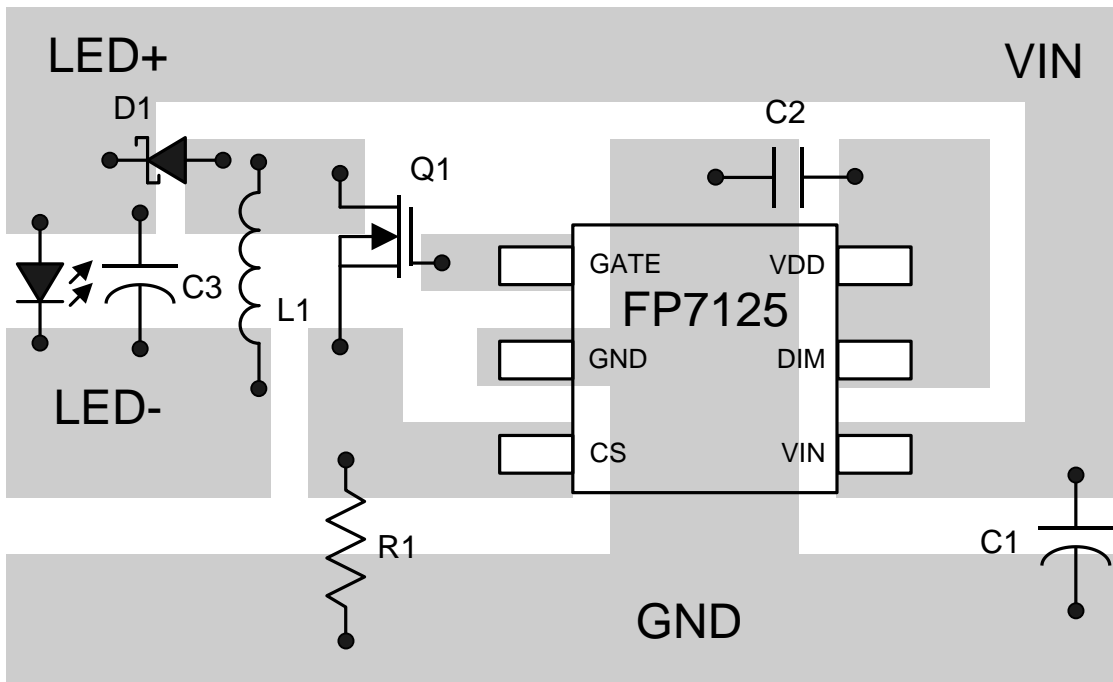 LED+
VIN
D1
C2
Q1
GATE
VDD
C3
FP7125
L1
GND
DIM
LED-
CS
VIN
R1
C1
GND